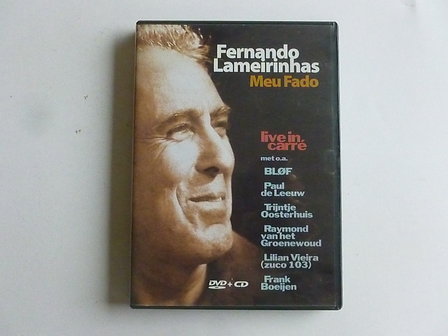 Fernando
Lameirinhas
Meu Fado
live in
carré
met o.a.
BLØF
Paul
de Leeuw
Trijntje
Oosterhuis
Raymond
van het
Groenewoud
Lilian Vieira
(zuco 103)
Frank
Boeijen
DVD + CD